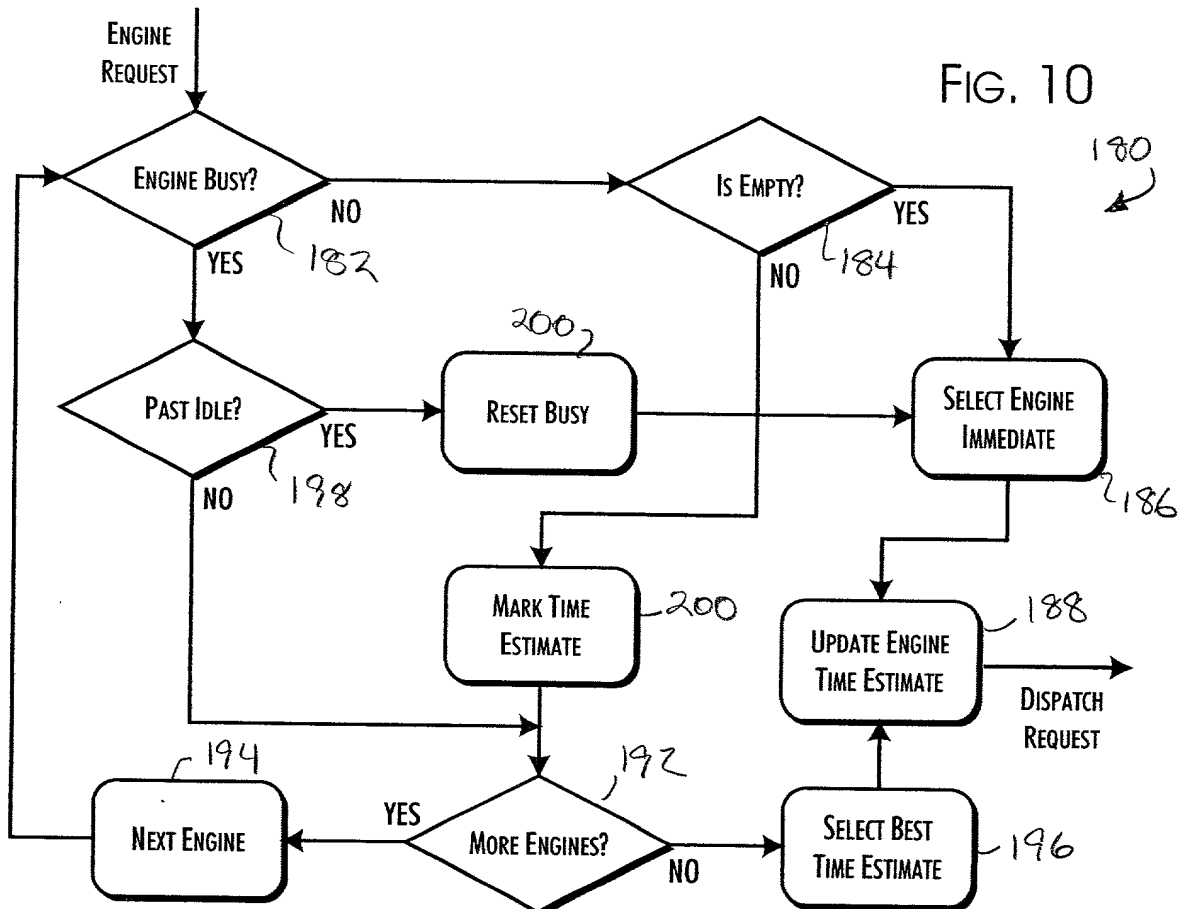 ENGINE
REQUEST
FIG. 10
180
ENGINE BUSY?
NO
YES
182
IS EMPTY?
YES
NO
184
PAST IDLE?
YES
NO
198
200
RESET BUSY
SELECT ENGINE
IMMEDIATE
186
MARK TIME
ESTIMATE
200
UPDATE ENGINE
TIME ESTIMATE
188
DISPATCH
REQUEST
194
NEXT ENGINE
YES
MORE ENGINES?
192
NO
SELECT BEST
TIME ESTIMATE
196